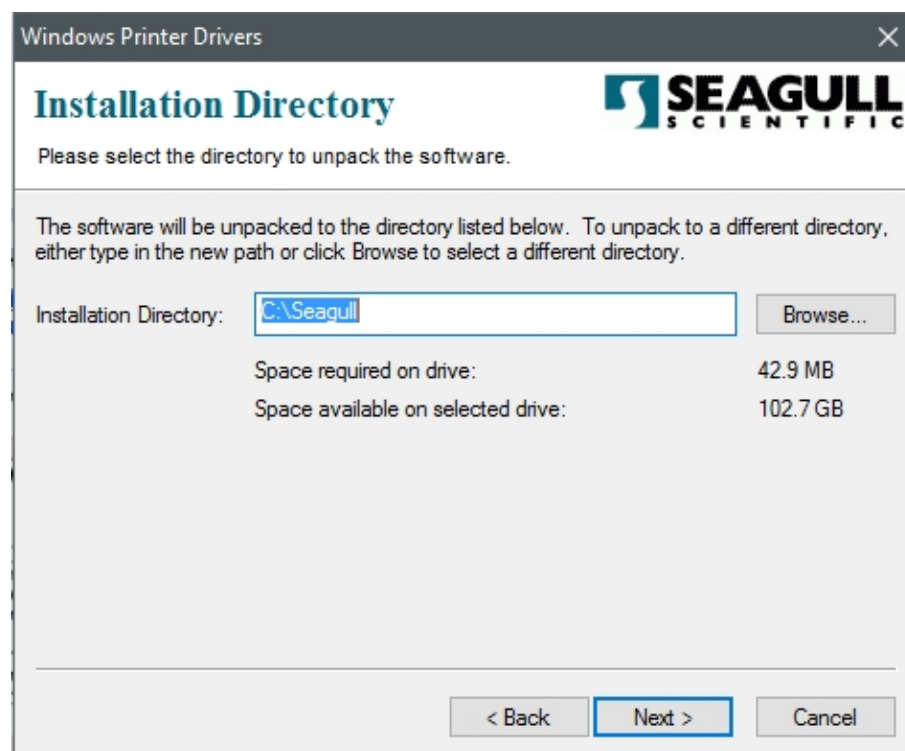 Windows Printer Drivers
Installation Directory
SEAGULL
SCIENTIFIC
Please select the directory to unpack the software.
The software will be unpacked to the directory listed below.  To unpack to a different directory,
either type in the new path or click Browse to select a different directory.
Installation Directory: C:\Seagull Browse...
Space required on drive: 42.9 MB
Space available on selected drive: 102.7 GB
< Back Next > Cancel